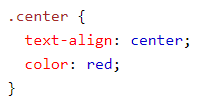 .center {
  text-align: center;
  color: red;
}